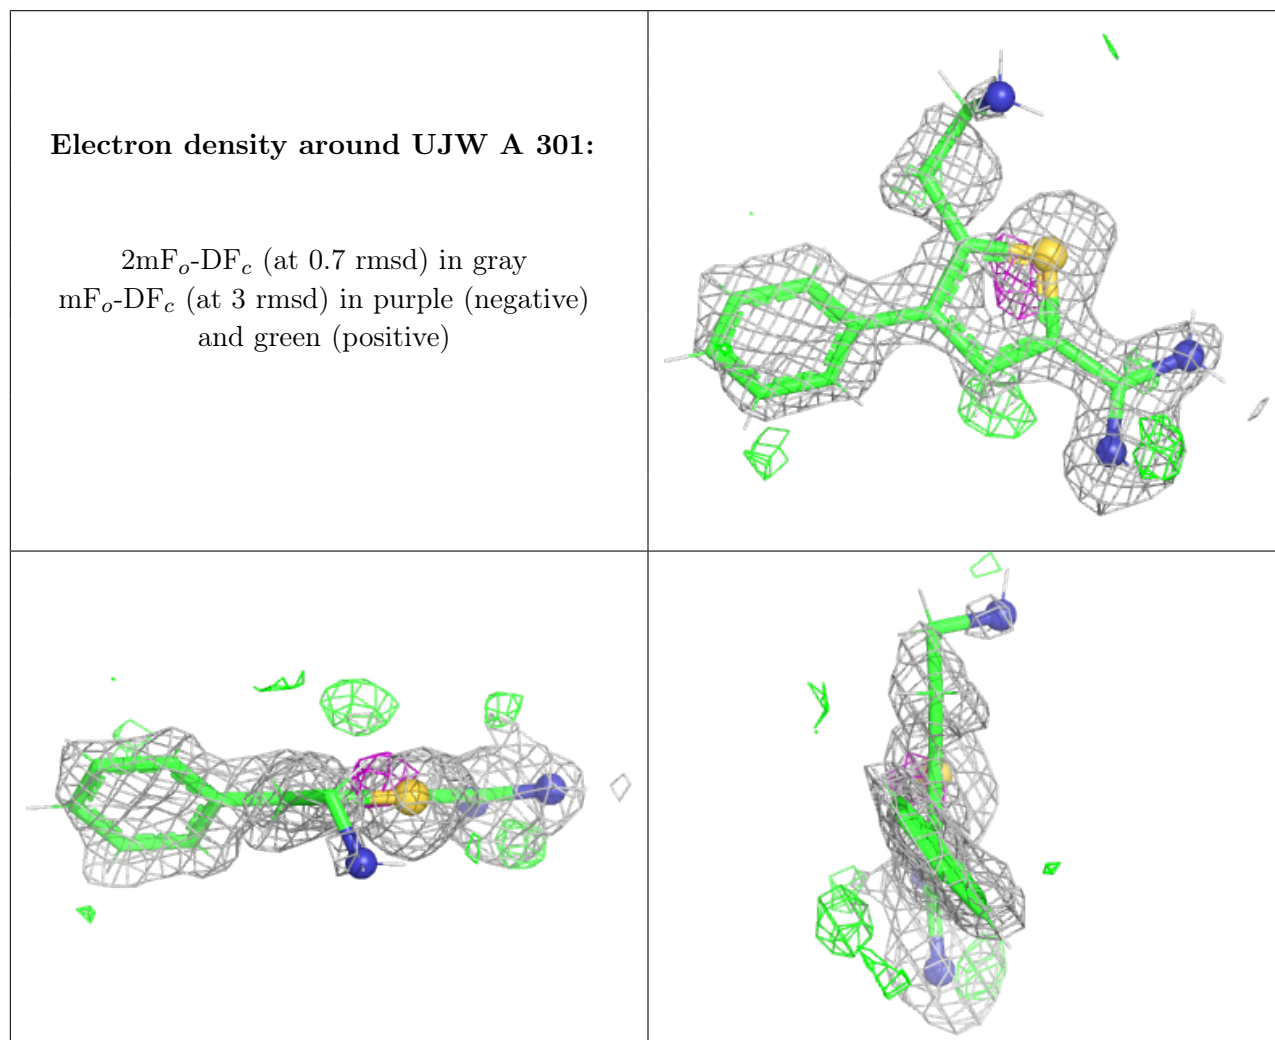 Electron density around UJW A 301:
2mFo-DFc (at 0.7 rmsd) in gray
mFo-DFc (at 3 rmsd) in purple (negative)
and green (positive)